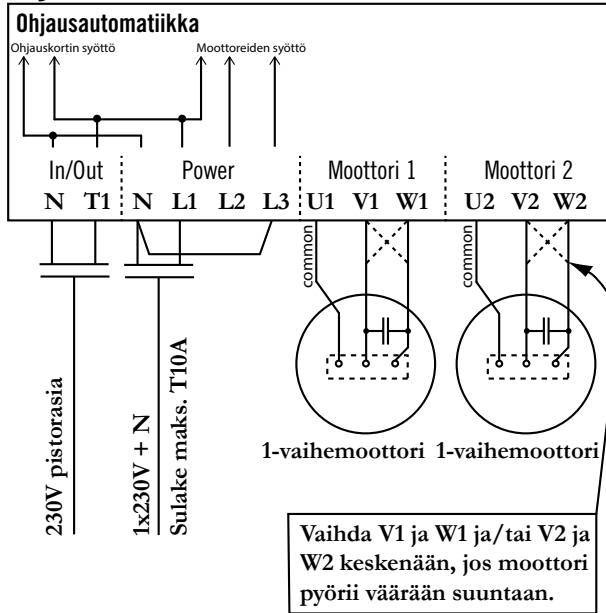 Ohjausautomatiikka
Ohjauskortin syöttö
Moottoreiden syöttö
In/Out
Power
Moottori 1
Moottori 2
N T1 N L1 L2 L3 U1 V1 W1 U2 V2 W2
common
common
230V pistorasia
1x230V + N
Sulake maks. T10A
1-vaihemoottori 1-vaihemoottori
Vaihda V1 ja W1 ja/tai V2 ja
W2 keskenään, jos moottori
pyörii väärään suuntaan.